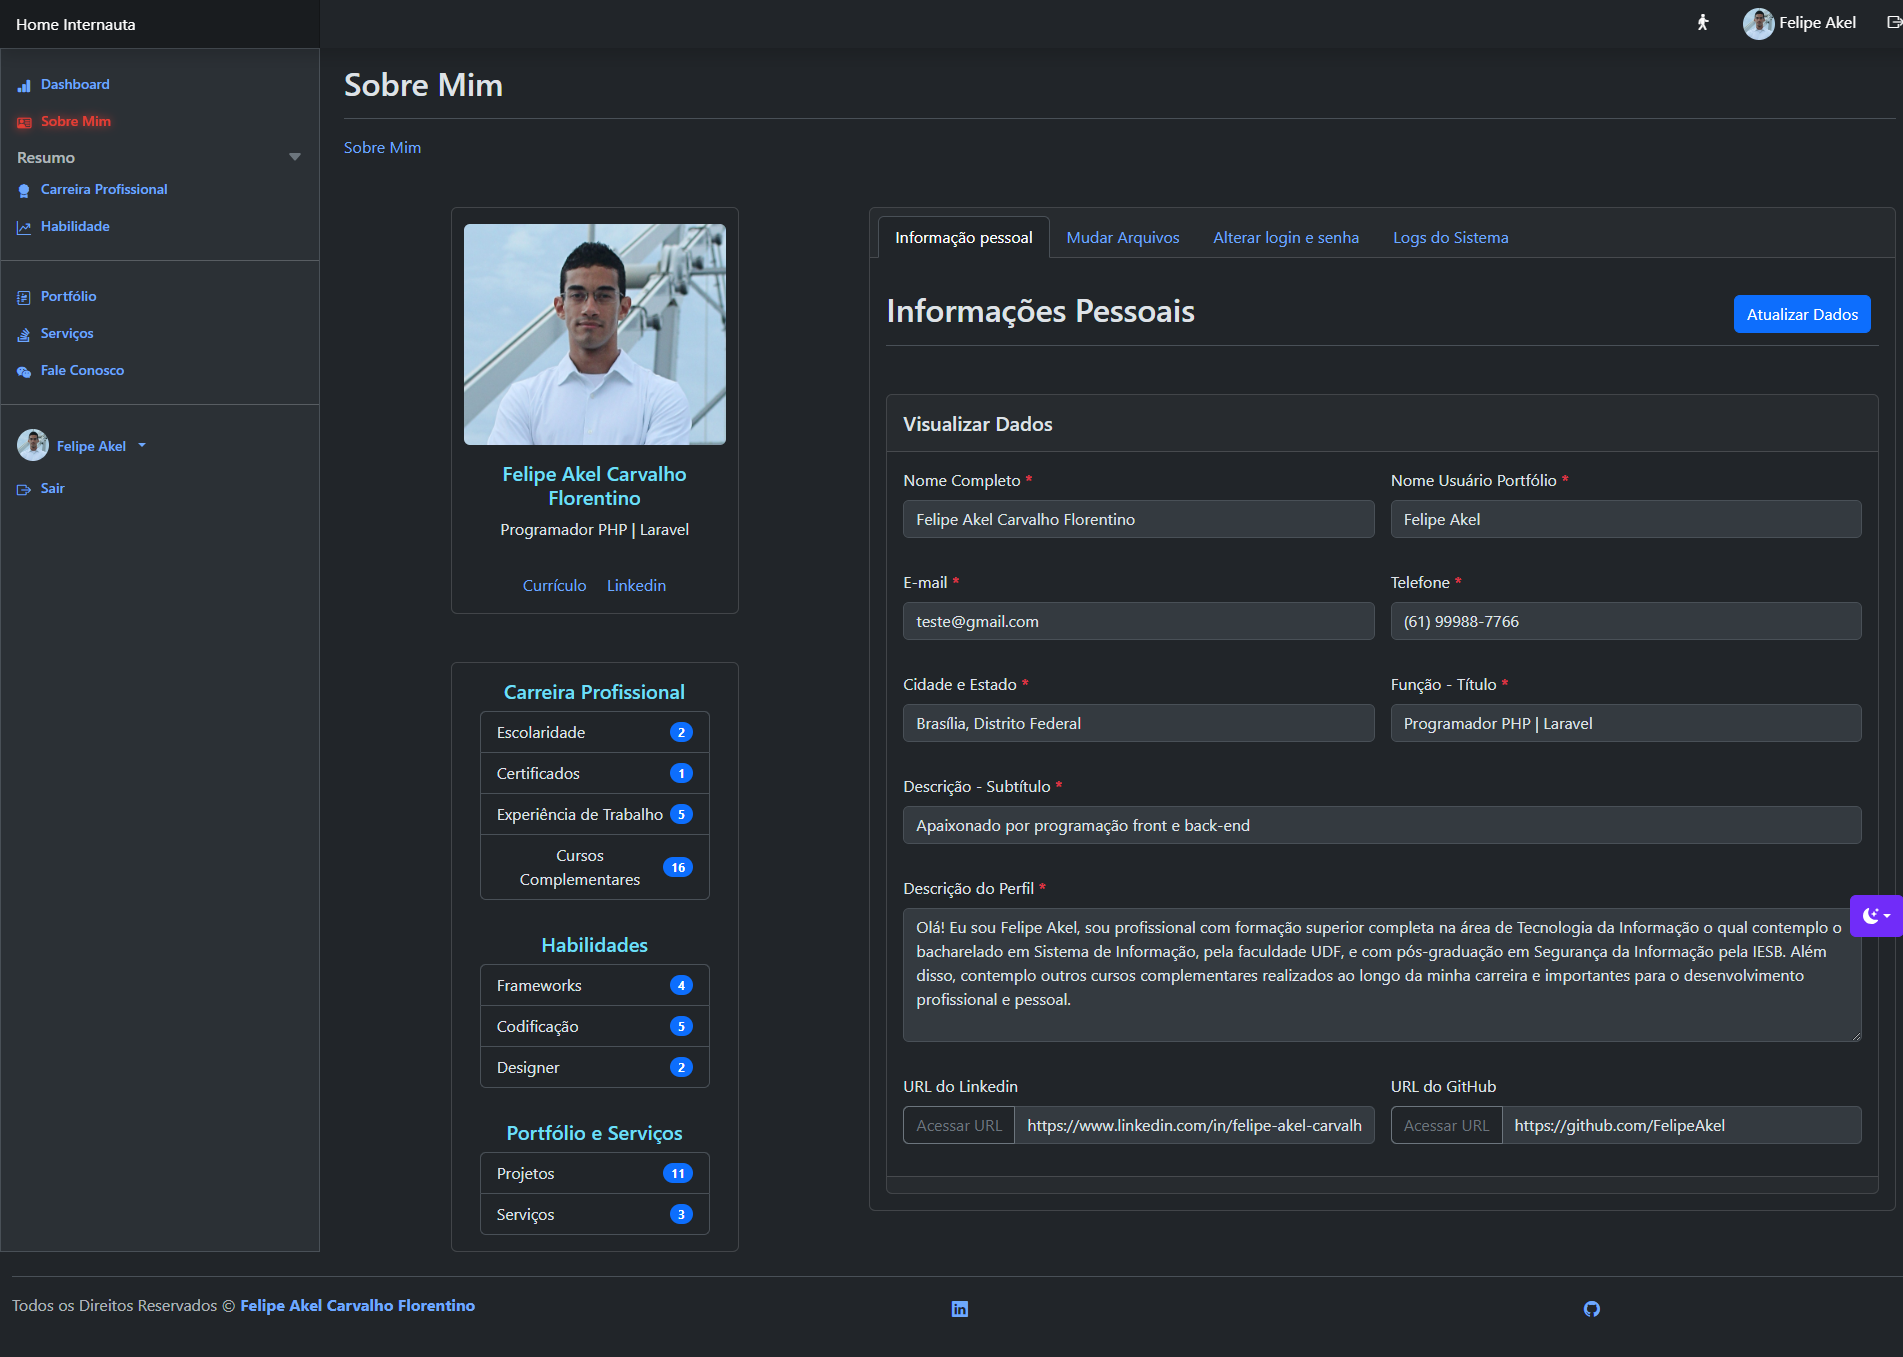 Home Internauta
Felipe Akel
Dashboard
Sobre Mim
Resumo
Carreira Profissional
Habilidade
Portfólio
Serviços
Fale Conosco
Felipe Akel
Sair
Sobre Mim
Sobre Mim
Felipe Akel Carvalho
Florentino
Programador PHP | Laravel
Currículo Linkedin
Carreira Profissional
Escolaridade 2
Certificados 1
Experiência de Trabalho 5
Cursos
Complementares 16
Habilidades
Frameworks 4
Codificação 5
Designer 2
Portfólio e Serviços
Projetos 11
Serviços 3
Informação pessoal Mudar Arquivos Alterar login e senha Logs do Sistema
Informações Pessoais Atualizar Dados
Visualizar Dados
Nome Completo * Nome Usuário Portfólio *
Felipe Akel Carvalho Florentino Felipe Akel
E-mail * Telefone *
teste@gmail.com (61) 99988-7766
Cidade e Estado * Função - Título *
Brasília, Distrito Federal Programador PHP | Laravel
Descrição - Subtítulo *
Apaixonado por programação front e back-end
Descrição do Perfil *
Olá! Eu sou Felipe Akel, sou profissional com formação superior completa na área de Tecnologia da Informação o qual contemplo o
bacharelado em Sistema de Informação, pela faculdade UDF, e com pós-graduação em Segurança da Informação pela IESB. Além
disso, contemplo outros cursos complementares realizados ao longo da minha carreira e importantes para o desenvolvimento
profissional e pessoal.
URL do Linkedin URL do GitHub
Acessar URL https://www.linkedin.com/in/felipe-akel-carvalh Acessar URL https://github.com/FelipeAkel
Todos os Direitos Reservados © Felipe Akel Carvalho Florentino